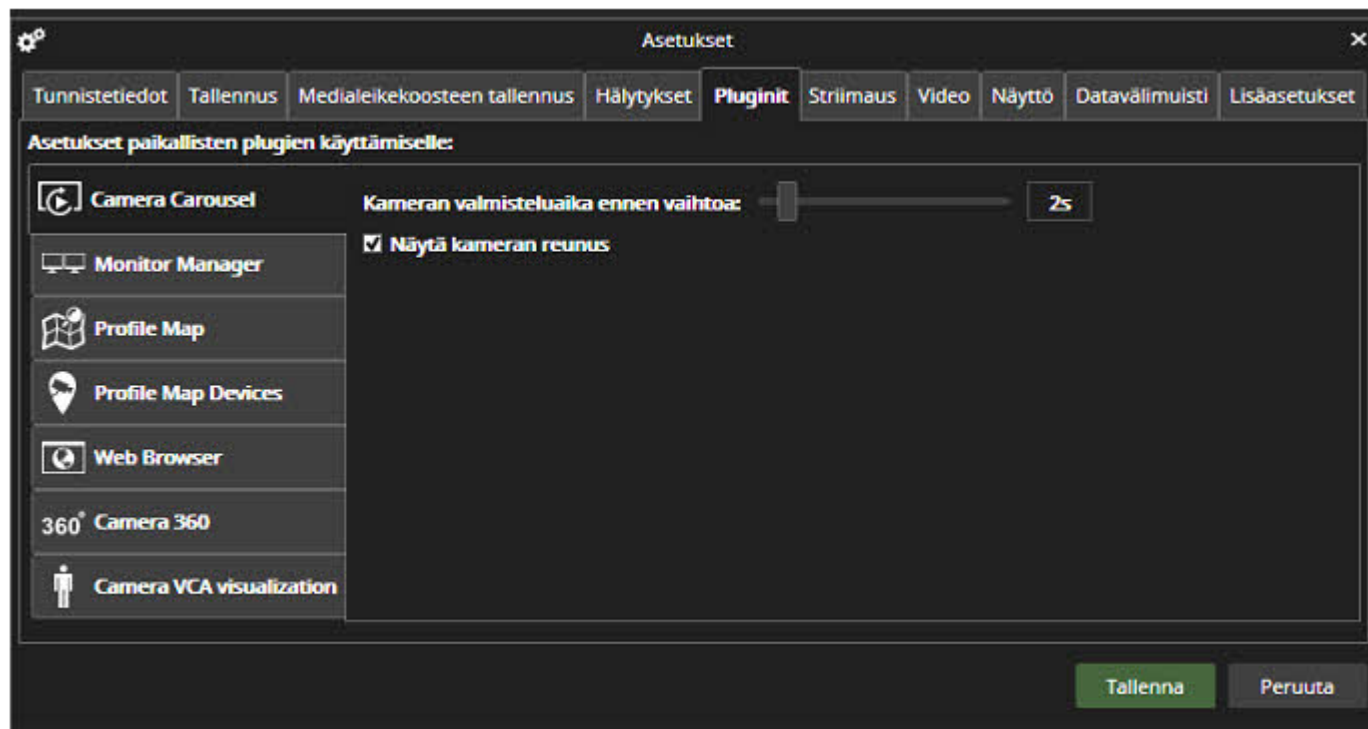 Asetukset
Tunnistetiedot Tallennus Medialeikekoosteen tallennus Hälytykset Pluginit Striimaus Video Näyttö Datavälimuisti Lisäasetukset
Asetukset paikallisten plugien käyttämiselle:
Camera Carousel
Kameran valmisteluaika ennen vaihtoa: 2s
Näytä kameran reunus
Monitor Manager
Profile Map
Profile Map Devices
Web Browser
360° Camera 360
Camera VCA visualization
Tallenna Peruuta